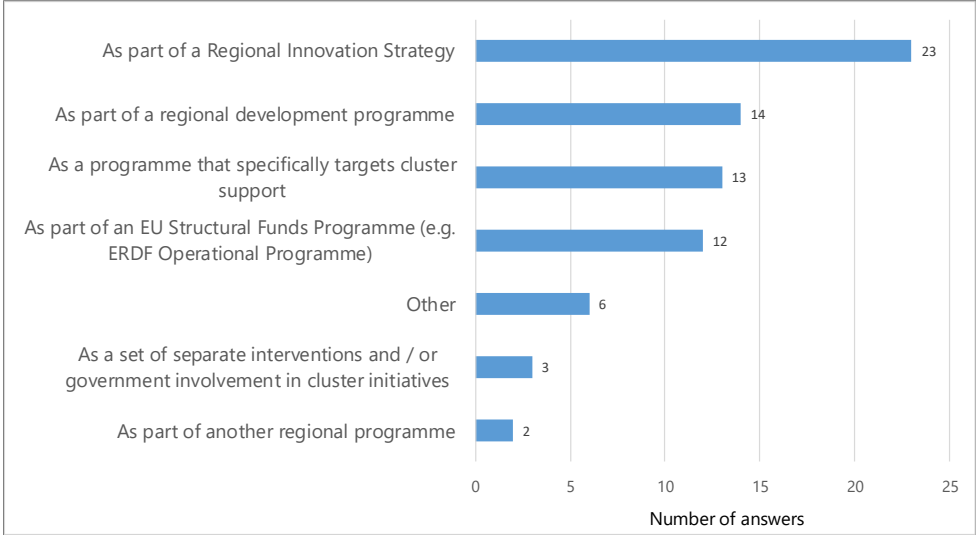 As part of a Regional Innovation Strategy
23
As part of a regional development programme
14
As a programme that specifically targets cluster
support
13
As part of an EU Structural Funds Programme (e.g.
ERDF Operational Programme)
12
Other
6
As a set of separate interventions and / or
government involvement in cluster initiatives
3
As part of another regional programme
2
0 5 10 15 20 25
Number of answers